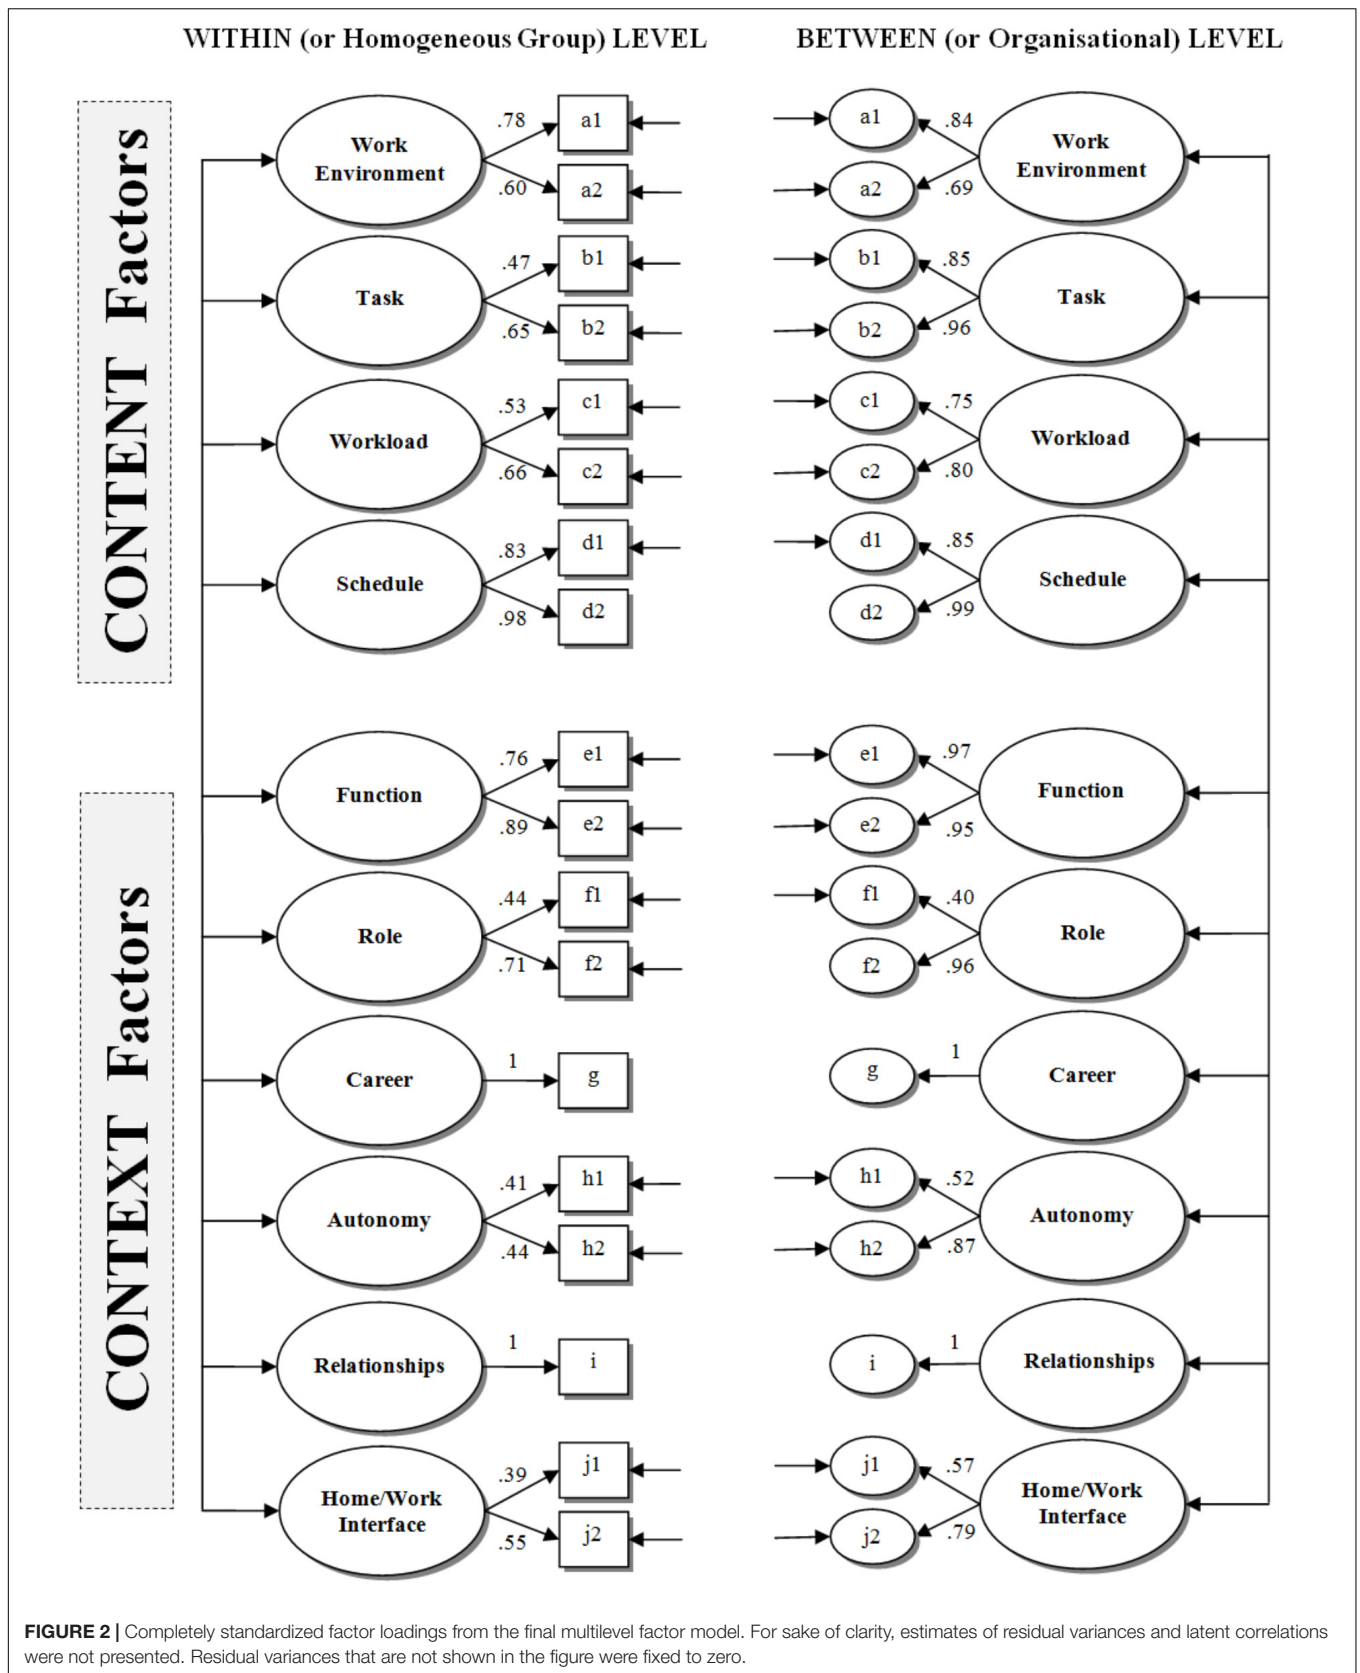 WITHIN (or Homogeneous Group) LEVEL
BETWEEN (or Organisational) LEVEL
CONTENT Factors
CONTEXT Factors
Work
Environment
.78
a1
.60
a2
a1
.84
a2
.69
Work
Environment
Task
.47
b1
.65
b2
b1
.85
b2
.96
Task
Workload
.53
c1
.66
c2
c1
.75
c2
.80
Workload
Schedule
.83
d1
.98
d2
d1
.85
d2
.99
Schedule
Function
.76
e1
.89
e2
e1
.97
e2
.95
Function
Role
.44
f1
.71
f2
f1
.40
f2
.96
Role
Career
1
g
g
1
Career
Autonomy
.41
h1
.44
h2
h1
.52
h2
.87
Autonomy
Relationships
1
i
i
1
Relationships
Home/Work
Interface
.39
j1
.55
j2
j1
.57
j2
.79
Home/Work
Interface
FIGURE 2 | Completely standardized factor loadings from the final multilevel factor model. For sake of clarity, estimates of residual variances and latent correlations
were not presented. Residual variances that are not shown in the figure were fixed to zero.